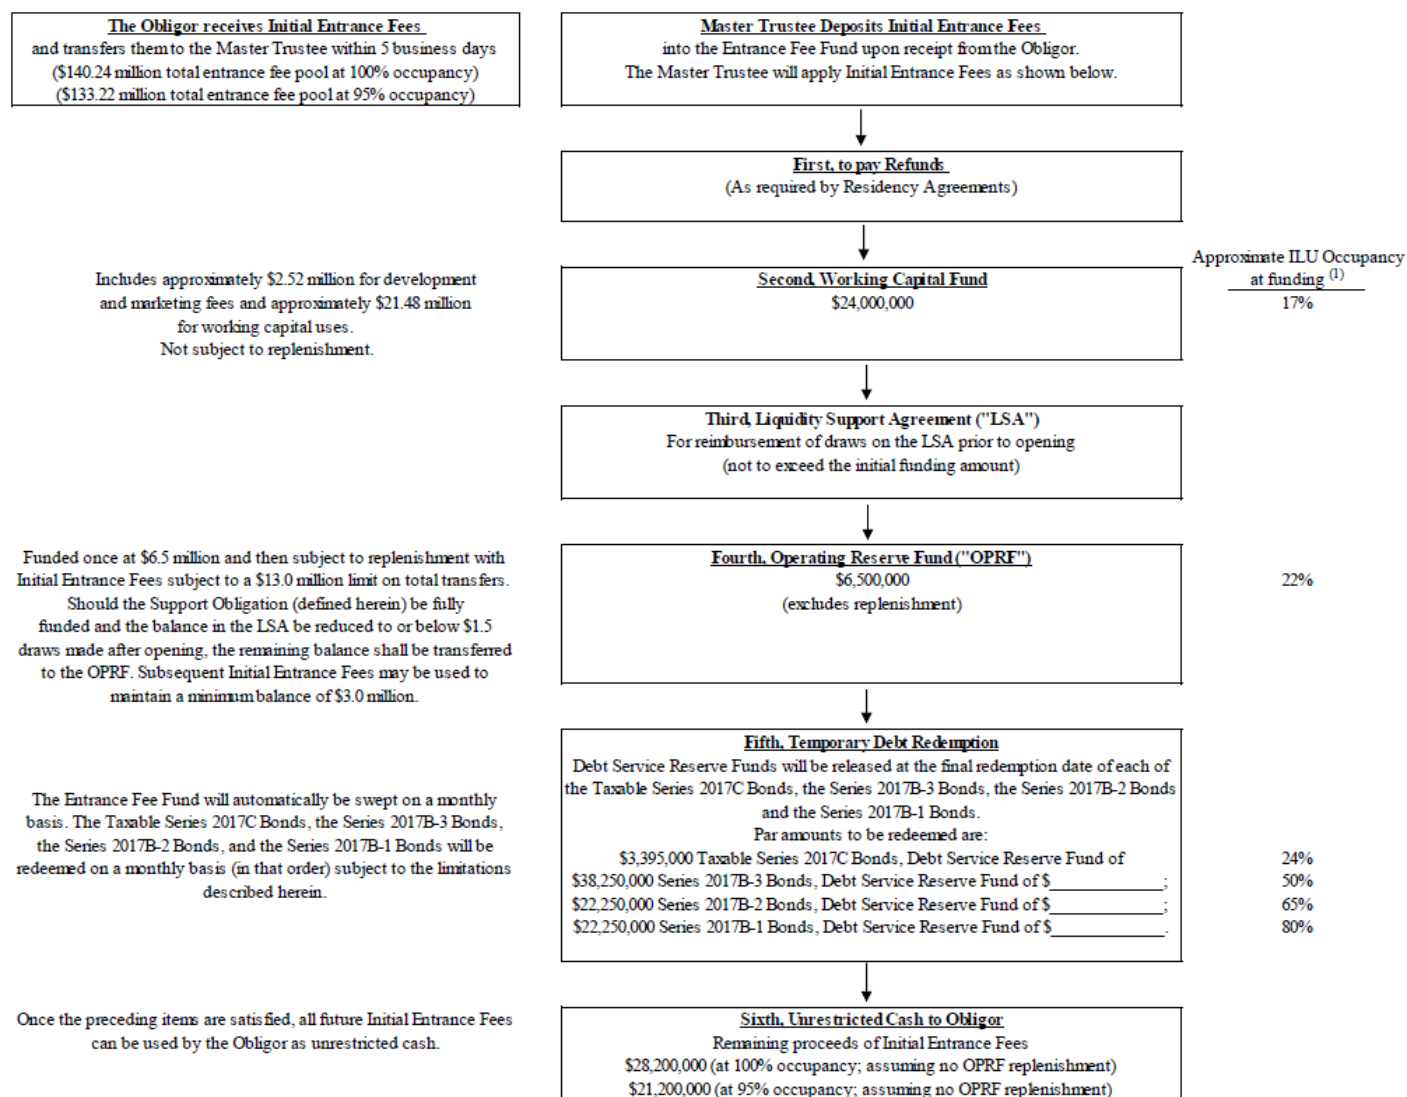 The Obligor receives Initial Entrance Fees
and transfers them to the Master Trustee within 5 business days
($140.24 million total entrance fee pool at 100% occupancy)
($133.22 million total entrance fee pool at 95% occupancy)
Master Trustee Deposits Initial Entrance Fees
into the Entrance Fee Fund upon receipt from the Obligor.
The Master Trustee will apply Initial Entrance Fees as shown below.
First, to pay Refunds
(As required by Residency Agreements)
Includes approximately $2.52 million for development
and marketing fees and approximately $21.48 million
for working capital uses.
Not subject to replenishment.
Second, Working Capital Fund
$24,000,000
Approximate ILU Occupancy
at funding (1)
17%
Third, Liquidity Support Agreement ("LSA")
For reimbursement of draws on the LSA prior to opening
(not to exceed the initial funding amount)
Funded once at $6.5 million and then subject to replenishment with
Initial Entrance Fees subject to a $13.0 million limit on total transfers.
Should the Support Obligation (defined herein) be fully
funded and the balance in the LSA be reduced to or below $1.5
draws made after opening, the remaining balance shall be transferred
to the OPRF. Subsequent Initial Entrance Fees may be used to
maintain a minimum balance of $3.0 million.
Fourth, Operating Reserve Fund ("OPRF")
$6,500,000
(excludes replenishment)
22%
The Entrance Fee Fund will automatically be swept on a monthly
basis. The Taxable Series 2017C Bonds, the Series 2017B-3 Bonds,
the Series 2017B-2 Bonds, and the Series 2017B-1 Bonds will be
redeemed on a monthly basis (in that order) subject to the limitations
described herein.
Fifth, Temporary Debt Redemption
Debt Service Reserve Funds will be released at the final redemption date of each of
the Taxable Series 2017C Bonds, the Series 2017B-3 Bonds, the Series 2017B-2 Bonds
and the Series 2017B-1 Bonds.
Par amounts to be redeemed are:
$3,395,000 Taxable Series 2017C Bonds, Debt Service Reserve Fund of
$38,250,000 Series 2017B-3 Bonds, Debt Service Reserve Fund of $______________;
$22,250,000 Series 2017B-2 Bonds, Debt Service Reserve Fund of $______________;
$22,250,000 Series 2017B-1 Bonds, Debt Service Reserve Fund of $______________.
24%
50%
65%
80%
Once the preceding items are satisfied, all future Initial Entrance Fees
can be used by the Obligor as unrestricted cash.
Sixth, Unrestricted Cash to Obligor
Remaining proceeds of Initial Entrance Fees
$28,200,000 (at 100% occupancy; assuming no OPRF replenishment)
$21,200,000 (at 95% occupancy; assuming no OPRF replenishment)